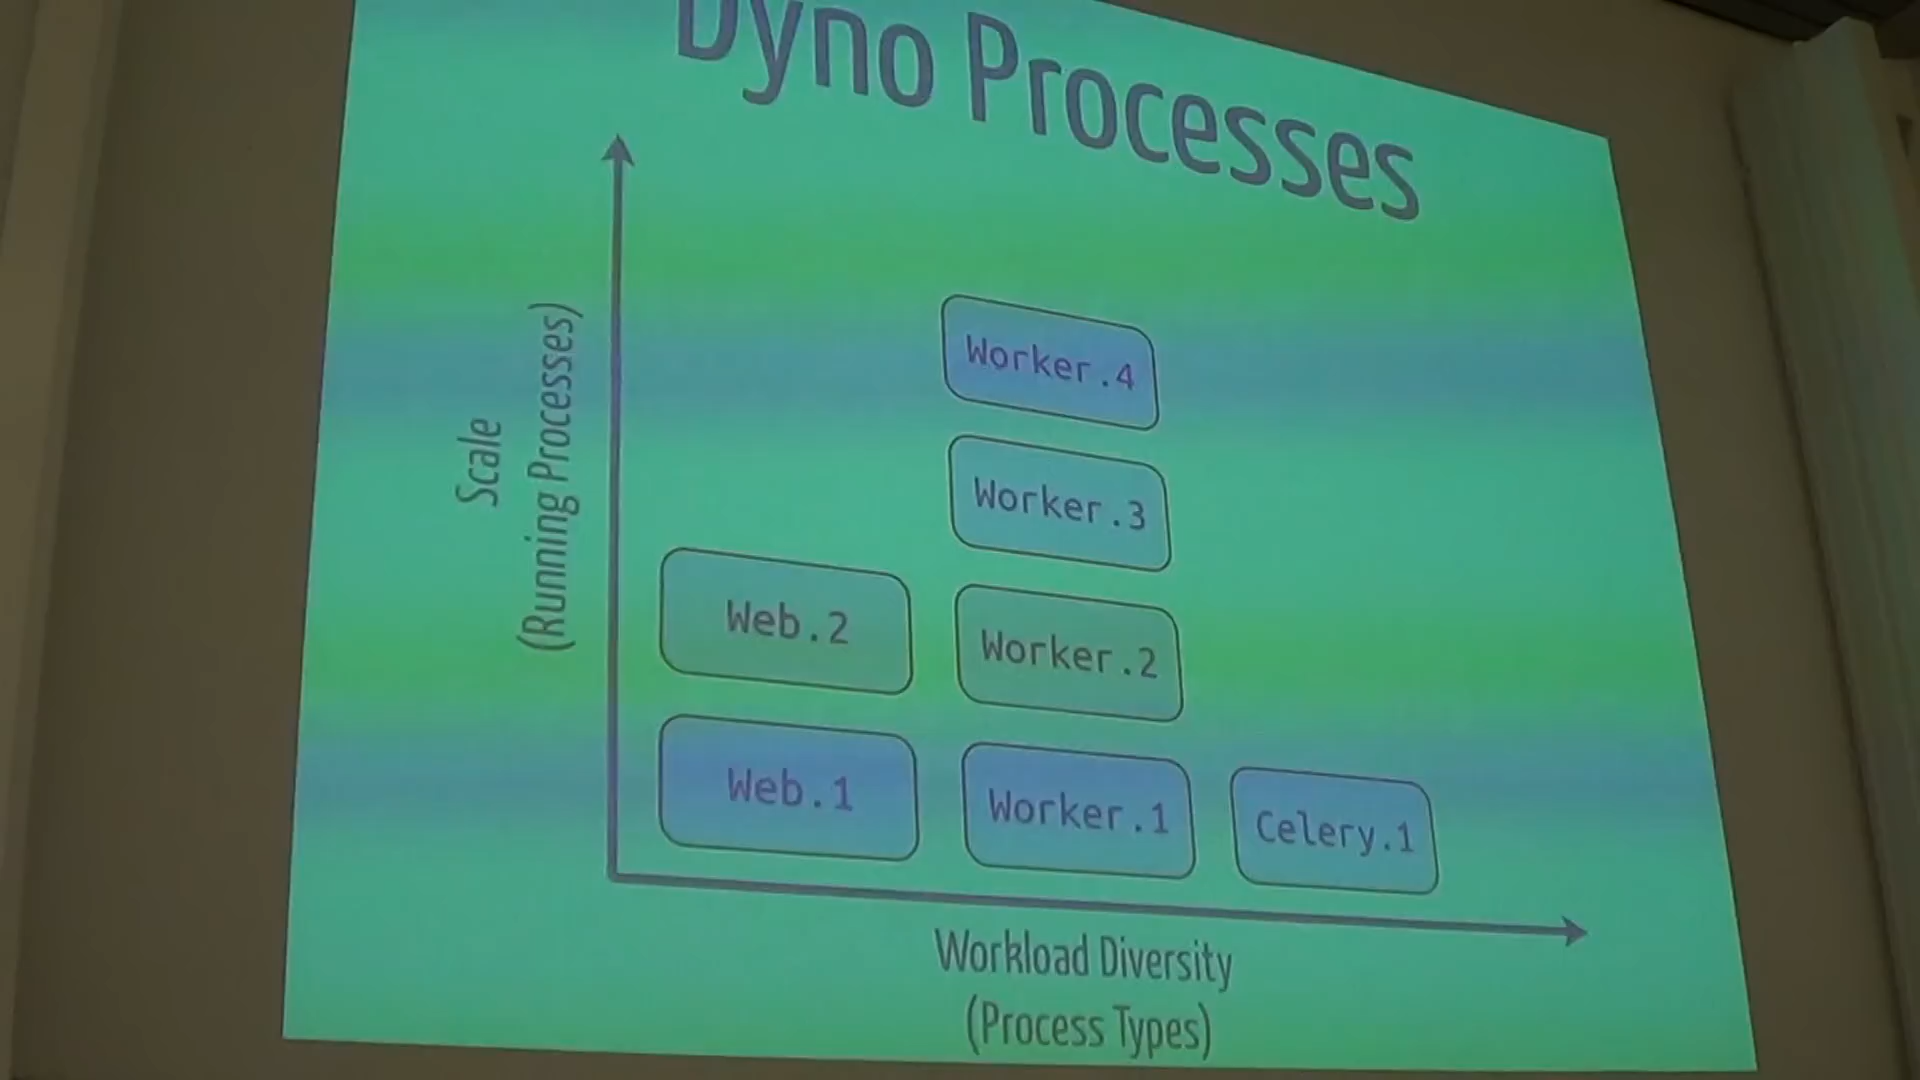 Dyno Processes
Scale
(Running Processes)
Worker.4
Worker.3
Web.2
Worker.2
Web.1
Worker.1
Celery.1
Workload Diversity
(Process Types)